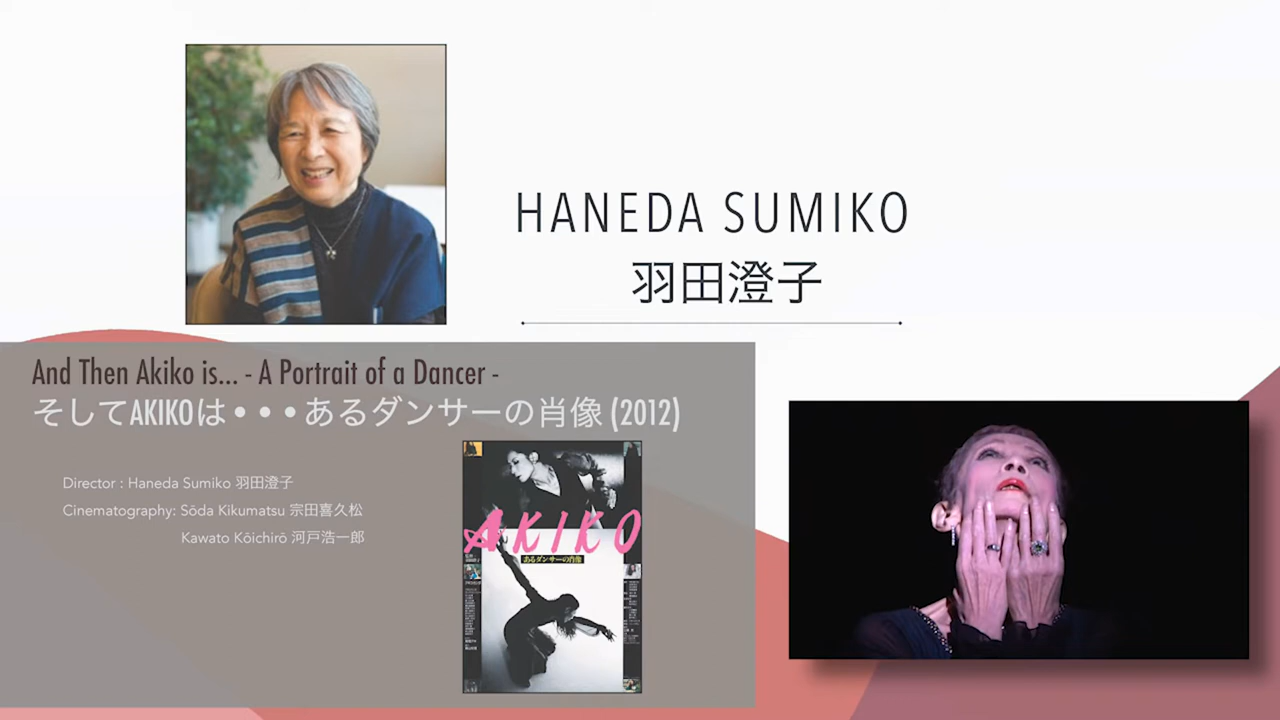 HANEDA SUMIKO
羽田澄子
And Then Akiko is... - A Portrait of a Dancer -
そしてAKIKOは•••あるダンサーの肖像 (2012)
Director : Haneda Sumiko 羽田澄子
Cinematography: Sōda Kikumatsu 宗田喜久松
Kawato Kōichirō 河戸浩一郎
AKIKO
あるダンサーの肖像